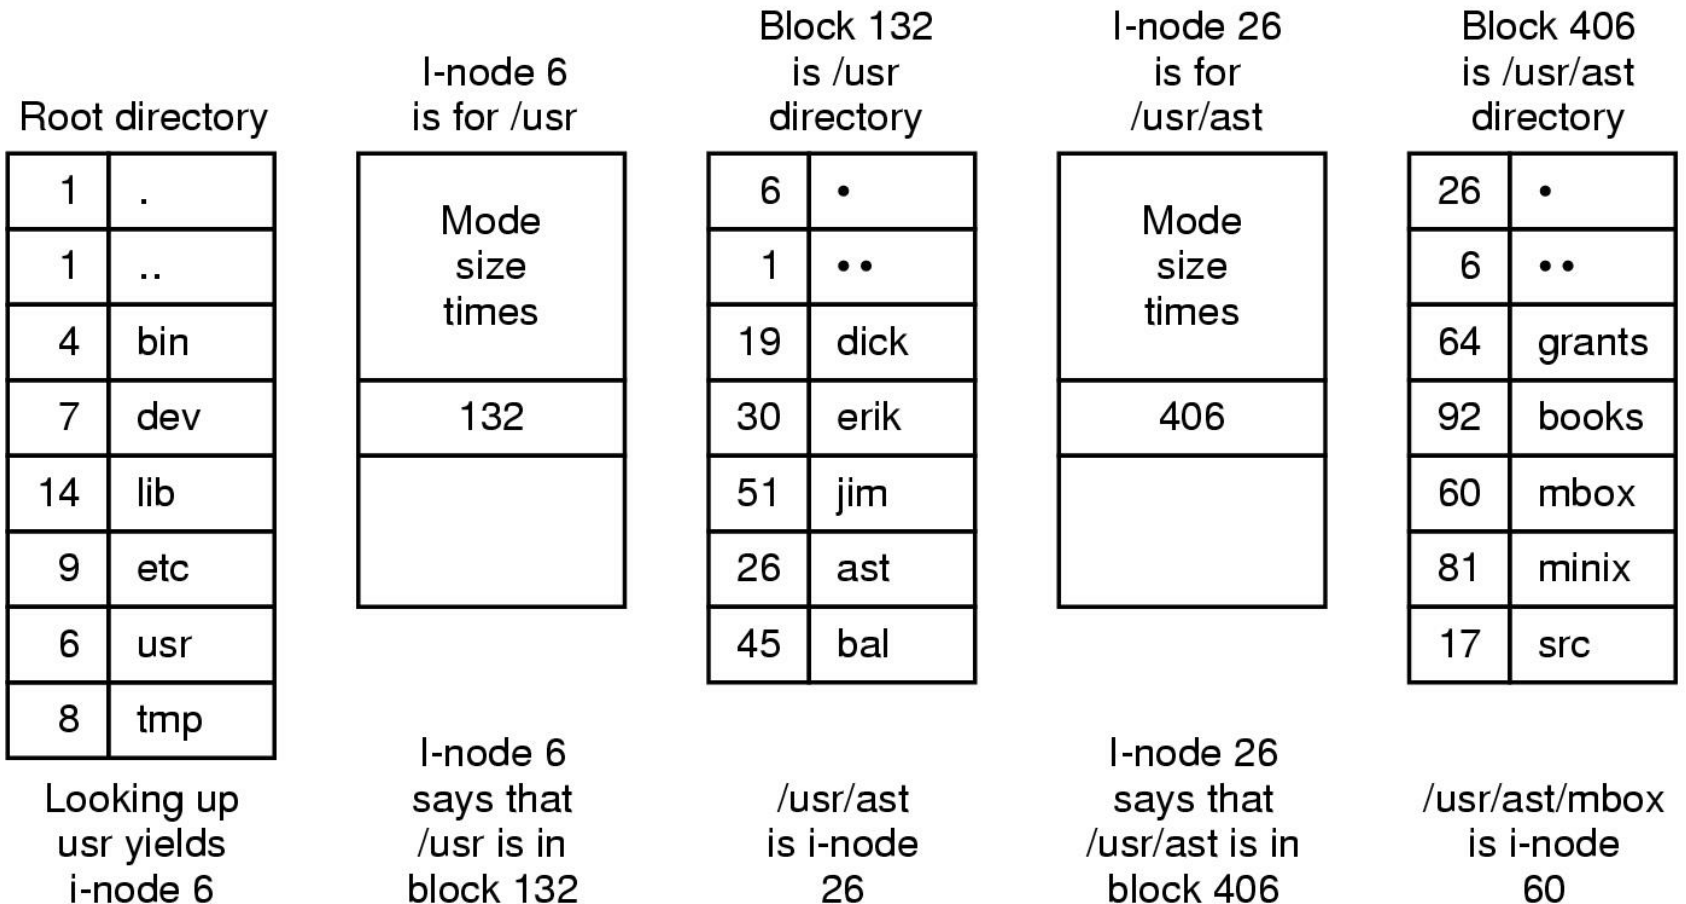 Root directory
1 .
1 ..
4 bin
7 dev
14 lib
9 etc
6 usr
8 tmp
Looking up
usr yields
i-node 6
I-node 6
is for /usr
Mode
size
times
132
I-node 6
says that
/usr is in
block 132
Block 132
is /usr
directory
6 •
1 ••
19 dick
30 erik
51 jim
26 ast
45 bal
/usr/ast
is i-node
26
I-node 26
is for
/usr/ast
Mode
size
times
406
I-node 26
says that
/usr/ast is in
block 406
Block 406
is /usr/ast
directory
26 •
6 ••
64 grants
92 books
60 mbox
81 minix
17 src
/usr/ast/mbox
is i-node
60